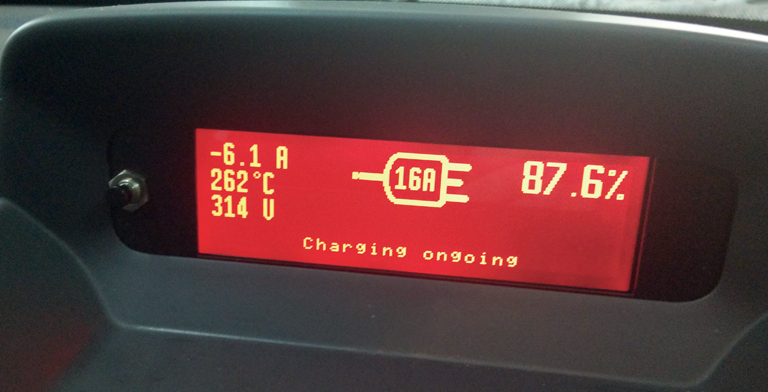 -6.1 A
262°C
314 V
16A
87.6%
Charging ongoing